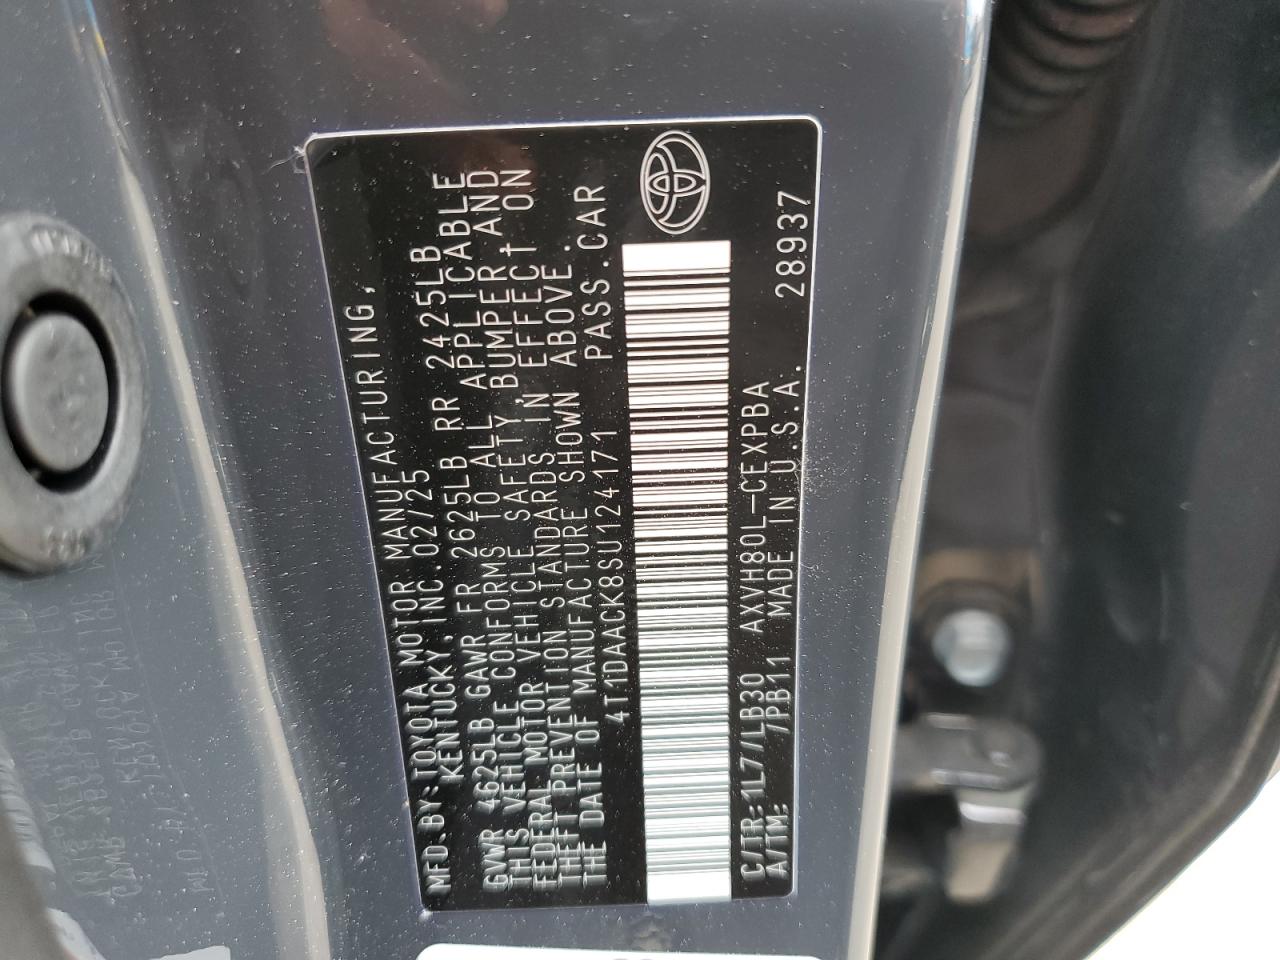 MFD.BY:TOYOTA MOTOR MANUFACTURING,
KENTUCKY, INC.02/25
GVWR 4625LB GAWR FR 2625LB RR 2425LB
THIS VEHICLE CONFORMS TO ALL APPLICABLE
FEDERAL MOTOR VEHICLE SAFETY,BUMPER,AND
THEFT PREVENTION STANDARDS IN EFFECT ON
THE DATE OF MANUFACTURE SHOWN ABOVE.
4T1DAACK8SU124171 PASS.CAR
C/TR:1L7/LB30 AXVH80L-CEXPBA
A/TM: /PB11 MADE IN U.S.A. 28937